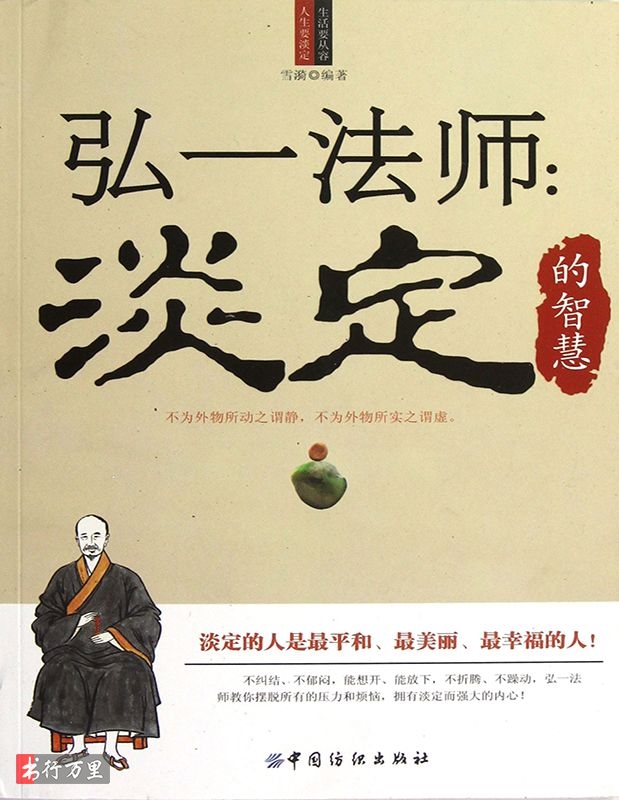 人生要淡定
生活要从容
雪漪◎编著
弘一法师:
淡定
的智慧
不为外物所动之谓静,不为外物所实之谓虚。
淡定的人是最平和、最美丽、最幸福的人!
不纠结、不郁闷,能想开、能放下,不折腾、不躁动,弘一法
师教你摆脱所有的压力和烦恼,拥有淡定而强大的内心!
中国纺织出版社
书行万里